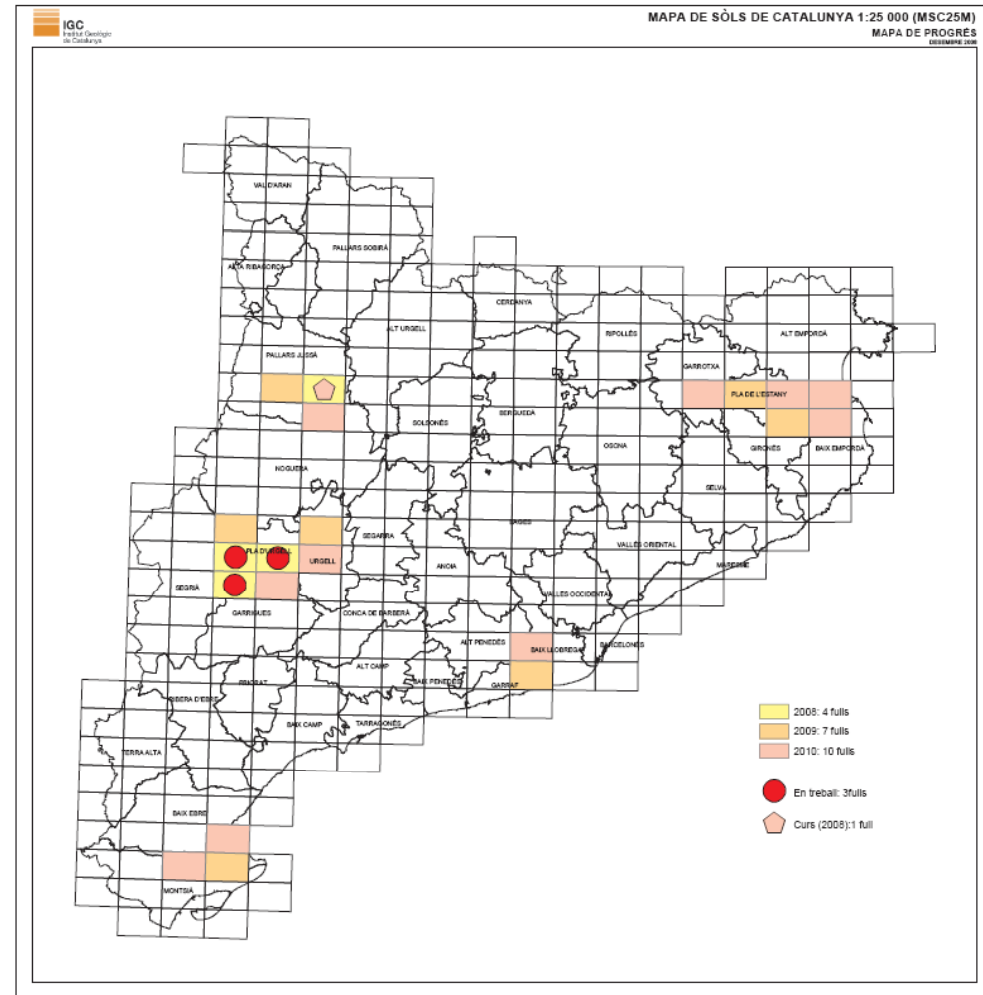 IGC
Institut Geològic
de Catalunya
MAPA DE SÒLS DE CATALUNYA 1:25 000 (MSC25M)
MAPA DE PROGRÉS
DESEMBRE 2008
VAL D'ARAN
PALLARS SOBIRÀ
ALTA RIBAGORÇA
CERDANYA
ALT URGELL
RIPOLLÈS
ALT EMPORDÀ
PALLARS JUSSÀ
GARROTXA
PLA DE L'ESTANY
BERGUEDÀ
SOLSONÈS
OSONA
GIRONÈS
BAIX EMPORDÀ
NOGUERA
SELVA
BAGES
SEGARRA
VALLÈS ORIENTAL
PLA D'URGELL
URGELL
ANOIA
MARESME
SEGRIÀ
VALLÈS OCCIDENTAL
GARRIGUES
CONCA DE BARBERÀ
ALT PENEDÈS
BAIX LLOBREGAT
BARCELONÈS
ALT CAMP
PRIORAT
BAIX PENEDÈS
GARRAF
RIBERA D'EBRE
BAIX CAMP
TARRAGONÈS
TERRA ALTA
BAIX EBRE
MONTSIÀ
2008: 4 fulls
2009: 7 fulls
2010: 10 fulls
En treball: 3fulls
Curs (2008):1 full